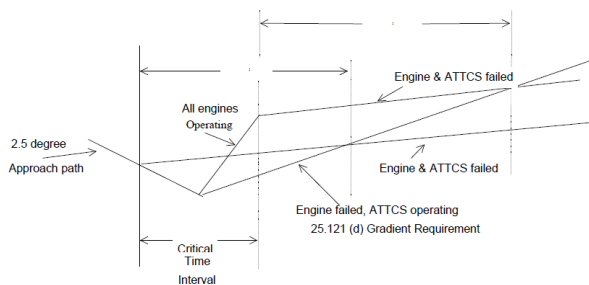 Engine & ATTCS failed
All engines
Operating
2.5 degree
Approach path
Engine & ATTCS failed
Engine failed, ATTCS operating
25.121 (d) Gradient Requirement
Critical
Time
Interval